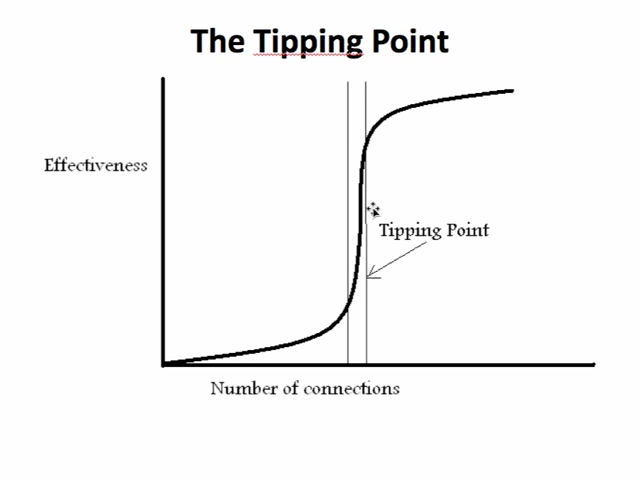 The Tipping Point
Effectiveness
Tipping Point
Number of connections